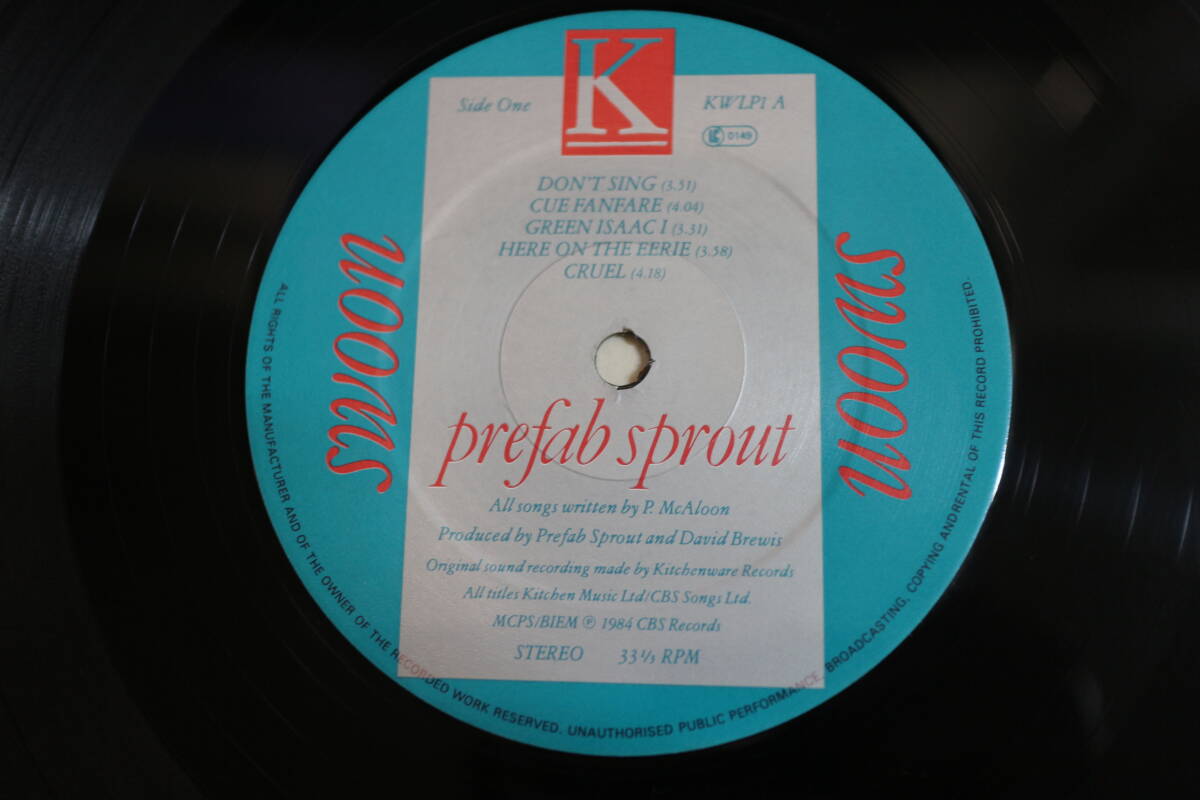 K
Side One
KWLP1 A
LC 0149
DON'T SING (3.51)
CUE FANFARE (4.04)
GREEN ISAAC I (3.31)
HERE ON THE EERIE (3.58)
CRUEL (4.18)
swoon
swoon
prefab sprout
All songs written by P. McAloon
Produced by Prefab Sprout and David Brewis
Original sound recording made by Kitchenware Records
All titles Kitchen Music Ltd/CBS Songs Ltd.
MCPS/BIEM ℗ 1984 CBS Records
STEREO 33⅓ RPM
ALL RIGHTS OF THE MANUFACTURER AND OF THE OWNER OF THE RECORDED WORK RESERVED. UNAUTHORISED PUBLIC PERFORMANCE, BROADCASTING, COPYING AND RENTAL OF THIS RECORD PROHIBITED.